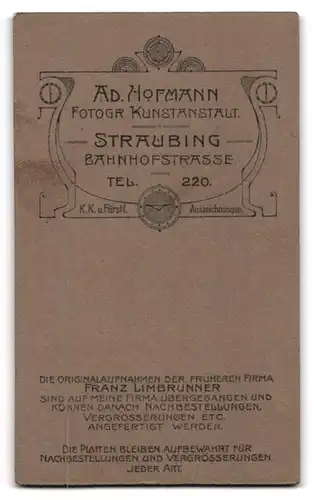 AD. HOFMANN
FOTOGR. KUNSTANSTALT.
STRAUBING
BAHNHOFSTRASSE
TEL. 220.
K.K. u. Fürstl. Auszeichnungen
DIE ORIGINALAUFNAHMEN DER FRÜHEREN FIRMA
FRANZ LIMBRUNNER
SIND AUF MEINE FIRMA ÜBERGEGANGEN UND
KÖNNEN DANACH NACHBESTELLUNGEN,
VERGRÖSSERUNGEN ETC.
ANGEFERTIGT WERDEN.
DIE PLATTEN BLEIBEN AUFBEWAHRT FÜR
NACHBESTELLUNGEN UND VERGRÖSSERUNGEN
JEDER ART.